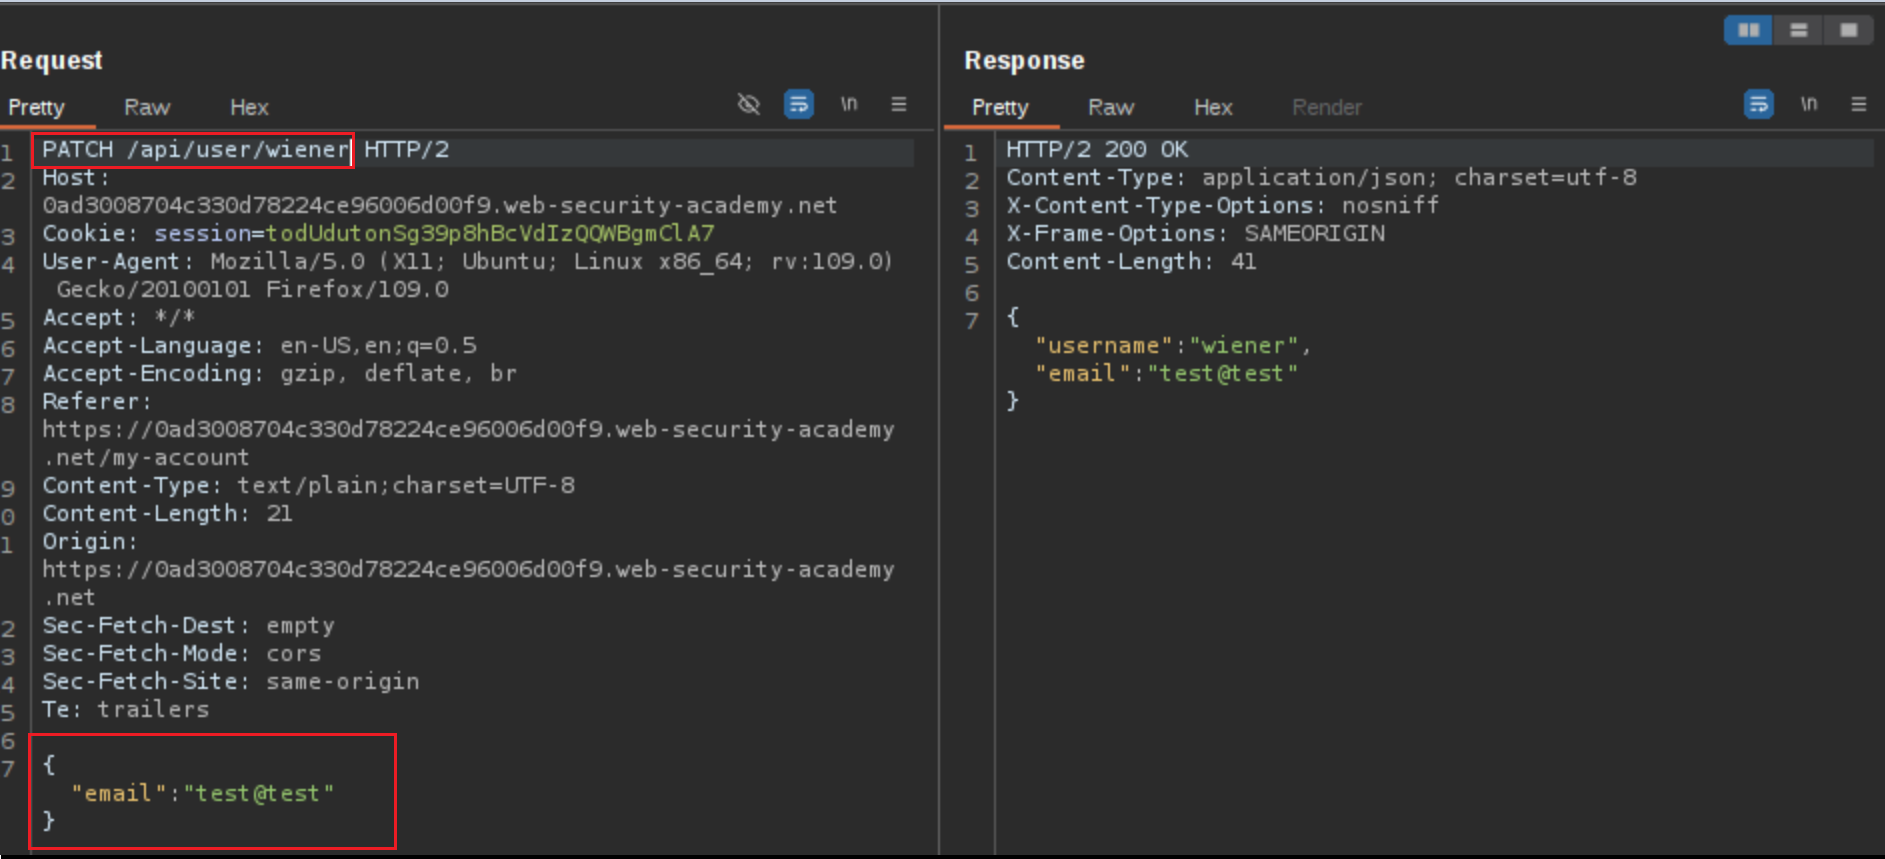 Request
Pretty Raw Hex \n
1 PATCH /api/user/wiener HTTP/2
2 Host:
0ad3008704c330d78224ce96006d00f9.web-security-academy.net
3 Cookie: session=todUdutonSg39p8hBcVdIzQQWBgmClA7
4 User-Agent: Mozilla/5.0 (X11; Ubuntu; Linux x86_64; rv:109.0)
Gecko/20100101 Firefox/109.0
5 Accept: */*
6 Accept-Language: en-US,en;q=0.5
7 Accept-Encoding: gzip, deflate, br
8 Referer:
https://0ad3008704c330d78224ce96006d00f9.web-security-academy
.net/my-account
9 Content-Type: text/plain;charset=UTF-8
0 Content-Length: 21
1 Origin:
https://0ad3008704c330d78224ce96006d00f9.web-security-academy
.net
2 Sec-Fetch-Dest: empty
3 Sec-Fetch-Mode: cors
4 Sec-Fetch-Site: same-origin
5 Te: trailers
6
7 {
"email":"test@test"
}
Response
Pretty Raw Hex Render \n
1 HTTP/2 200 OK
2 Content-Type: application/json; charset=utf-8
3 X-Content-Type-Options: nosniff
4 X-Frame-Options: SAMEORIGIN
5 Content-Length: 41
6
7 {
"username":"wiener",
"email":"test@test"
}